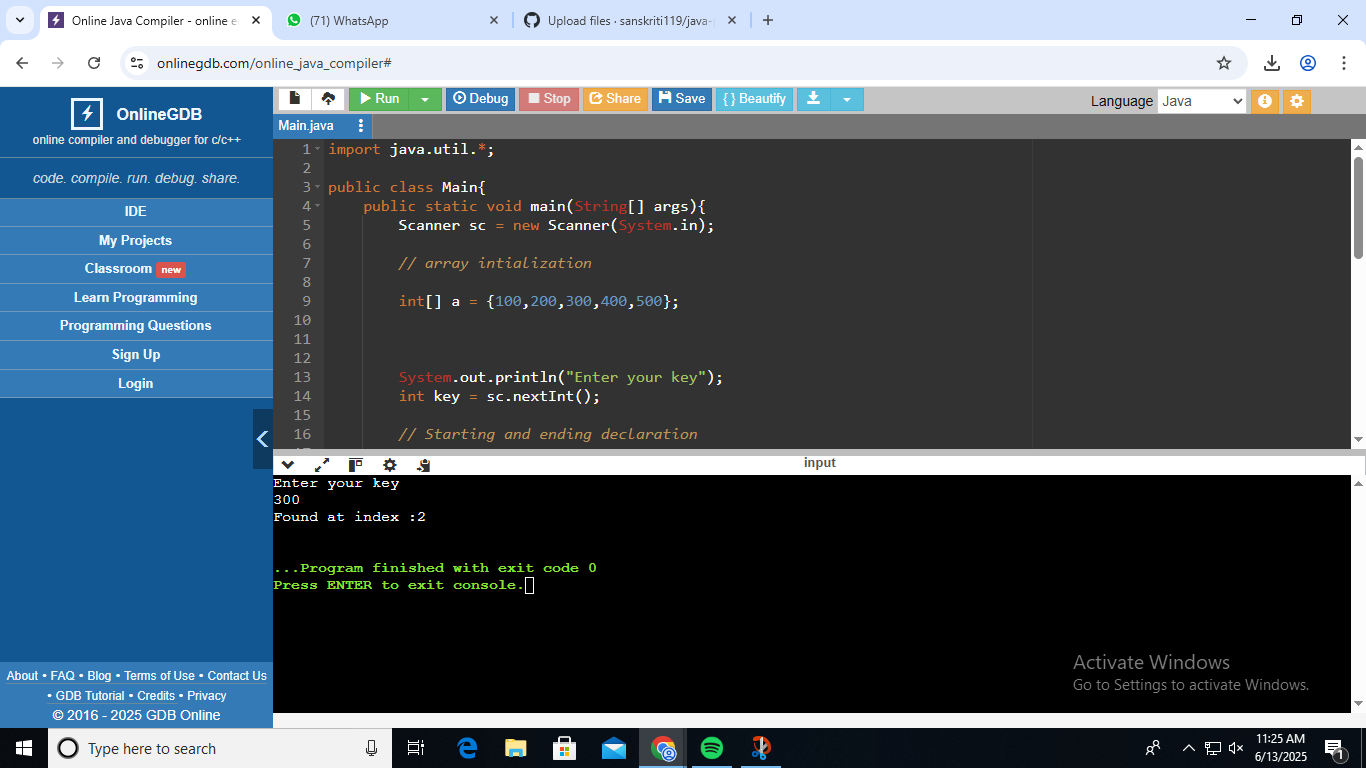 Online Java Compiler - online e
(71) WhatsApp
Upload files · sanskriti119/java-
onlinegdb.com/online_java_compiler#
OnlineGDB
online compiler and debugger for c/c++
code. compile. run. debug. share.
IDE
My Projects
Classroom new
Learn Programming
Programming Questions
Sign Up
Login
About • FAQ • Blog • Terms of Use • Contact Us
• GDB Tutorial • Credits • Privacy
© 2016 - 2025 GDB Online
Run Debug Stop Share Save { } Beautify
Language Java
Main.java
1 import java.util.*;
2
3 public class Main{
4 public static void main(String[] args){
5 Scanner sc = new Scanner(System.in);
6
7 // array intialization
8
9 int[] a = {100,200,300,400,500};
10
11
12
13 System.out.println("Enter your key");
14 int key = sc.nextInt();
15
16 // Starting and ending declaration
input
Enter your key
300
Found at index :2
...Program finished with exit code 0
Press ENTER to exit console.
Activate Windows
Go to Settings to activate Windows.
Type here to search
11:25 AM
6/13/2025
1